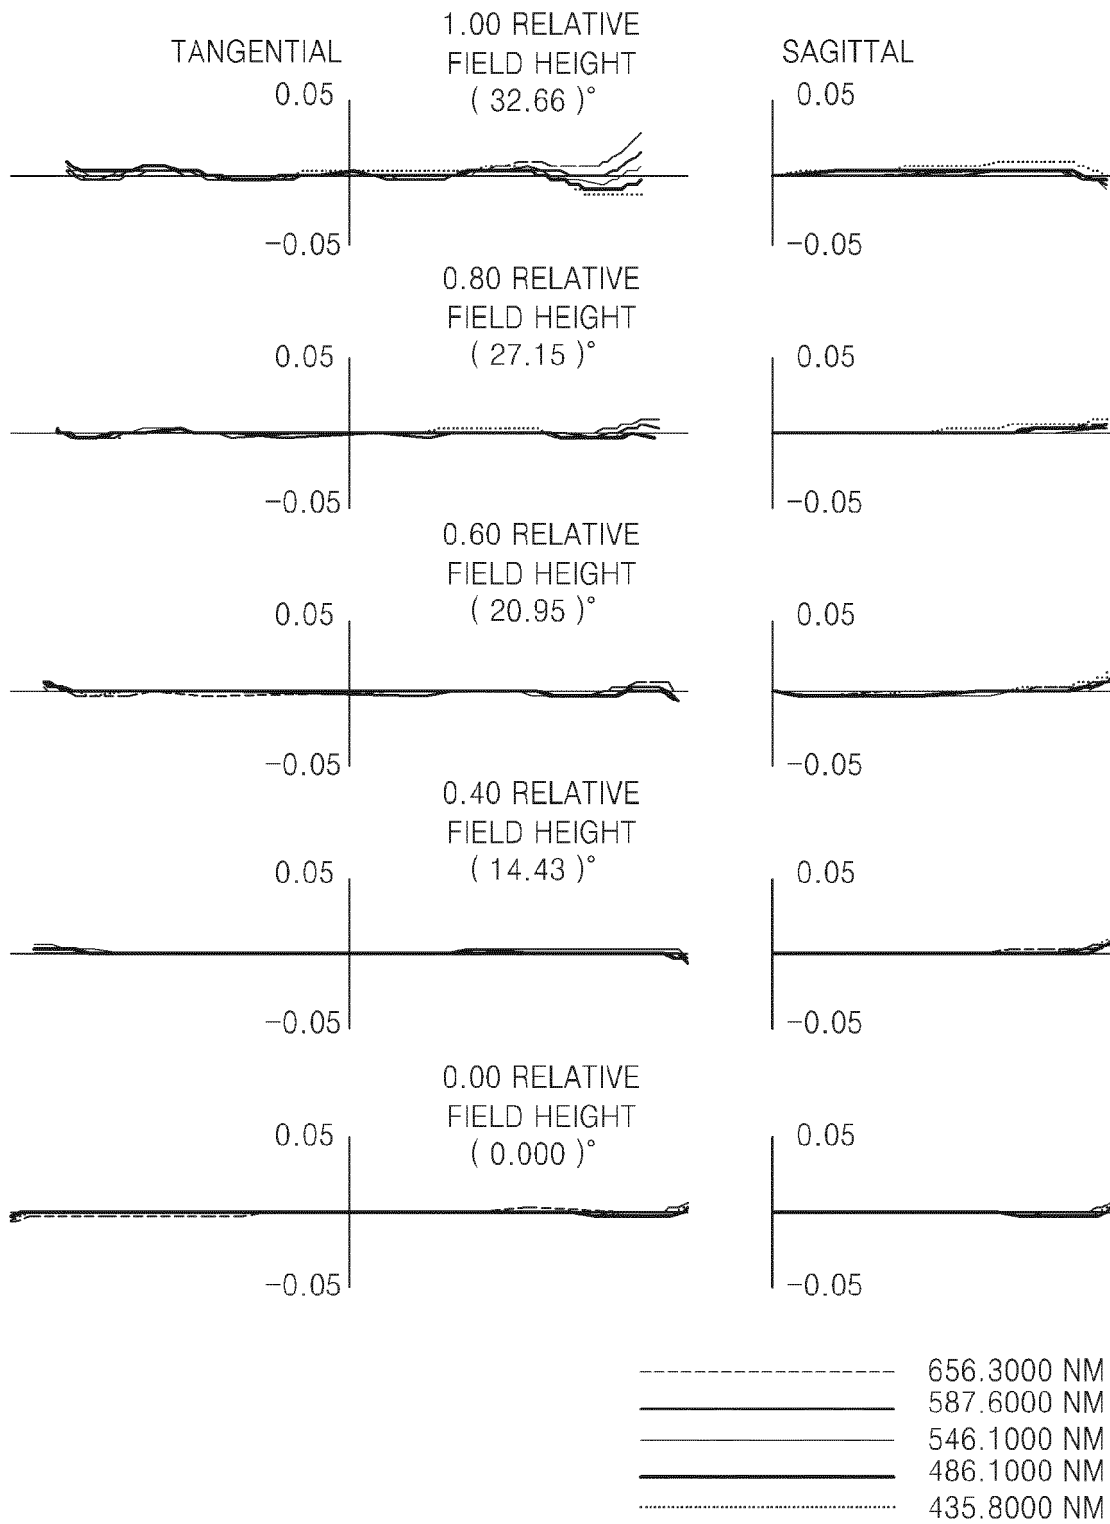 1.00 RELATIVE
TANGENTIAL
FIELD HEIGHT
SAGITTAL
( 32.66 )°
0.05
0.05
-0.05
-0.05
0.80 RELATIVE
FIELD HEIGHT
( 27.15 )°
0.05
0.05
-0.05
-0.05
0.60 RELATIVE
FIELD HEIGHT
( 20.95 )°
0.05
0.05
-0.05
-0.05
0.40 RELATIVE
FIELD HEIGHT
( 14.43 )°
0.05
0.05
-0.05
-0.05
0.00 RELATIVE
FIELD HEIGHT
( 0.000 )°
0.05
0.05
-0.05
-0.05
656.3000 NM
587.6000 NM
546.1000 NM
486.1000 NM
435.8000 NM